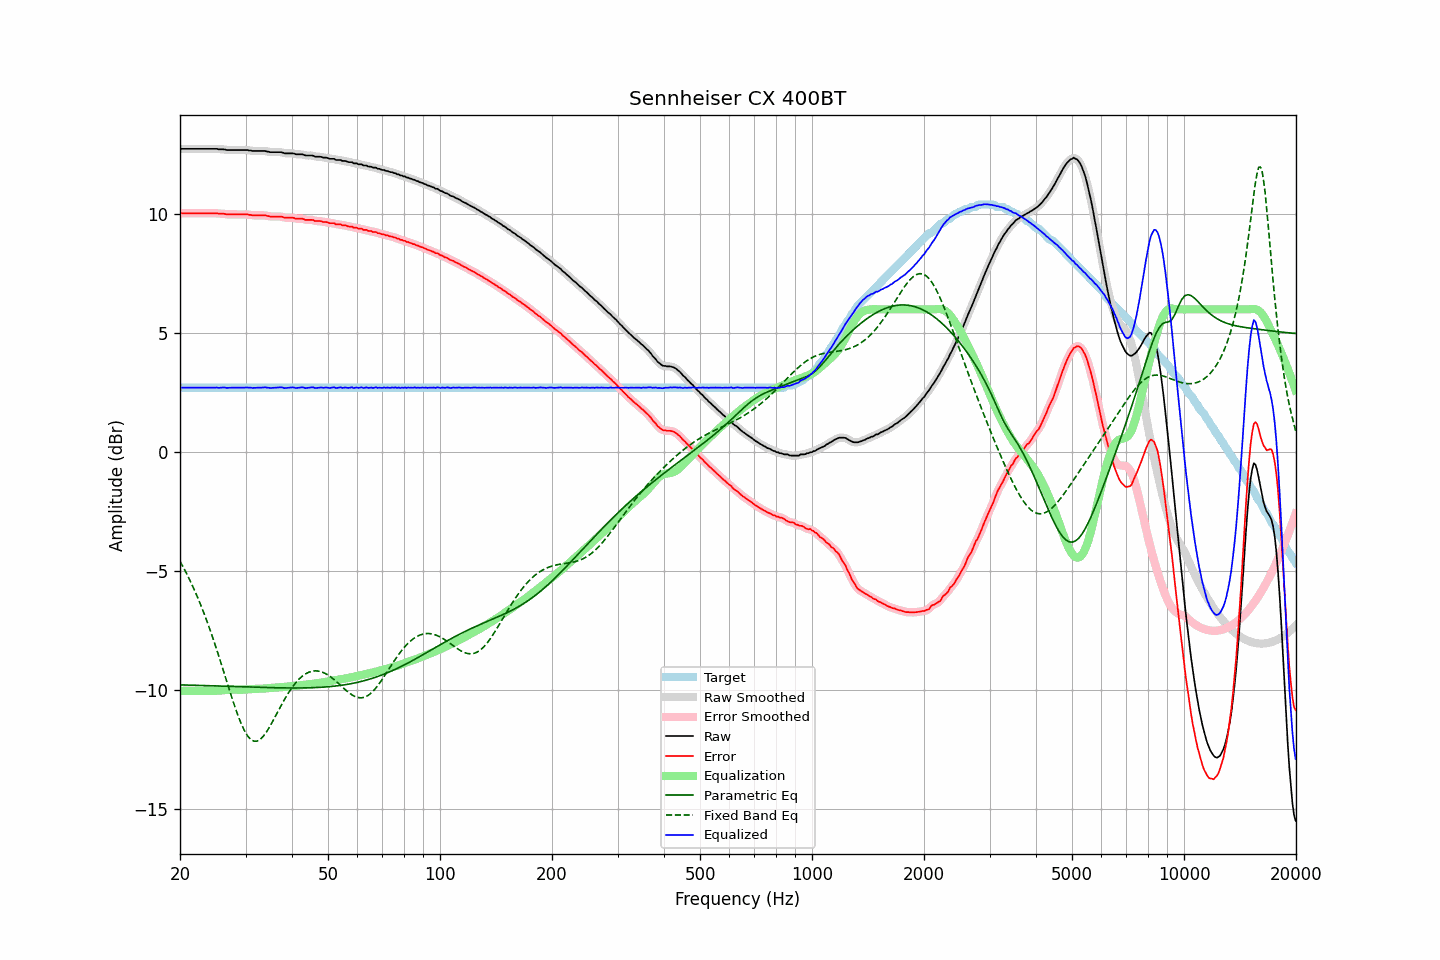 Sennheiser CX 400BT
Amplitude (dBr)
10
5
0
−5
−10
−15
Target
Raw Smoothed
Error Smoothed
Raw
Error
Equalization
Parametric Eq
Fixed Band Eq
Equalized
20 50 100 200 500 1000 2000 5000 10000 20000
Frequency (Hz)